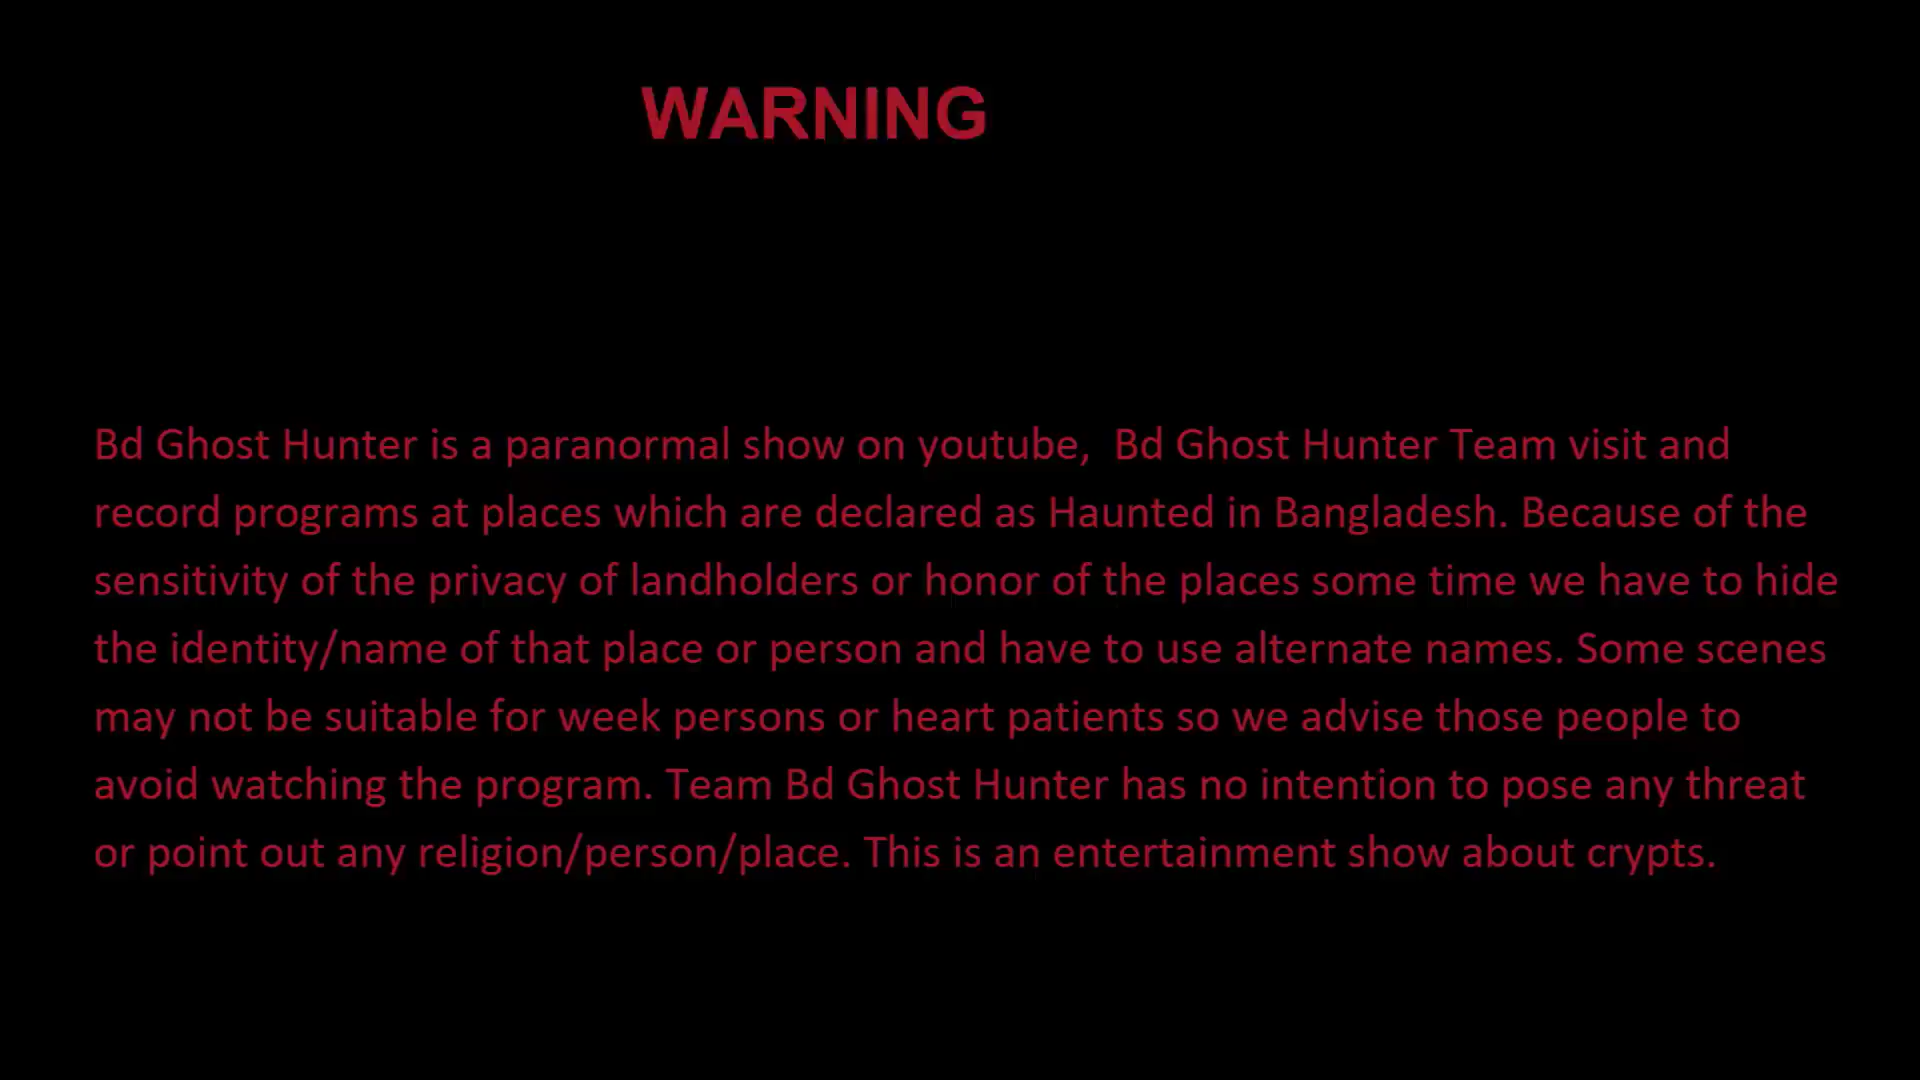 WARNING
Bd Ghost Hunter is a paranormal show on youtube,  Bd Ghost Hunter Team visit and
record programs at places which are declared as Haunted in Bangladesh. Because of the
sensitivity of the privacy of landholders or honor of the places some time we have to hide
the identity/name of that place or person and have to use alternate names. Some scenes
may not be suitable for week persons or heart patients so we advise those people to
avoid watching the program. Team Bd Ghost Hunter has no intention to pose any threat
or point out any religion/person/place. This is an entertainment show about crypts.